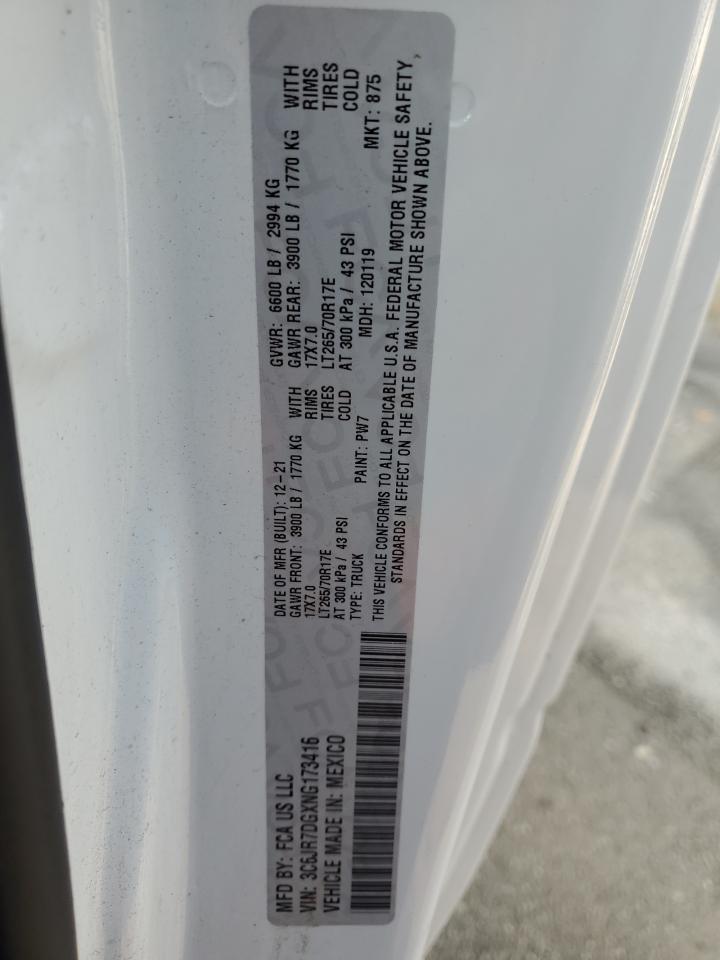 MFD BY: FCA US LLC
VIN: 3C6JR7DGXNG173416
VEHICLE MADE IN: MEXICO
DATE OF MFR (BUILT): 12-21 GVWR: 6600 LB / 2994 KG
GAWR FRONT: 3900 LB / 1770 KG WITH GAWR REAR: 3900 LB / 1770 KG WITH
17X7.0 RIMS 17X7.0 RIMS
LT265/70R17E TIRES LT265/70R17E TIRES
AT 300 kPa / 43 PSI COLD AT 300 kPa / 43 PSI COLD
TYPE: TRUCK PAINT: PW7 MDH: 120119 MKT: 875
THIS VEHICLE CONFORMS TO ALL APPLICABLE U.S.A. FEDERAL MOTOR VEHICLE SAFETY,
STANDARDS IN EFFECT ON THE DATE OF MANUFACTURE SHOWN ABOVE.